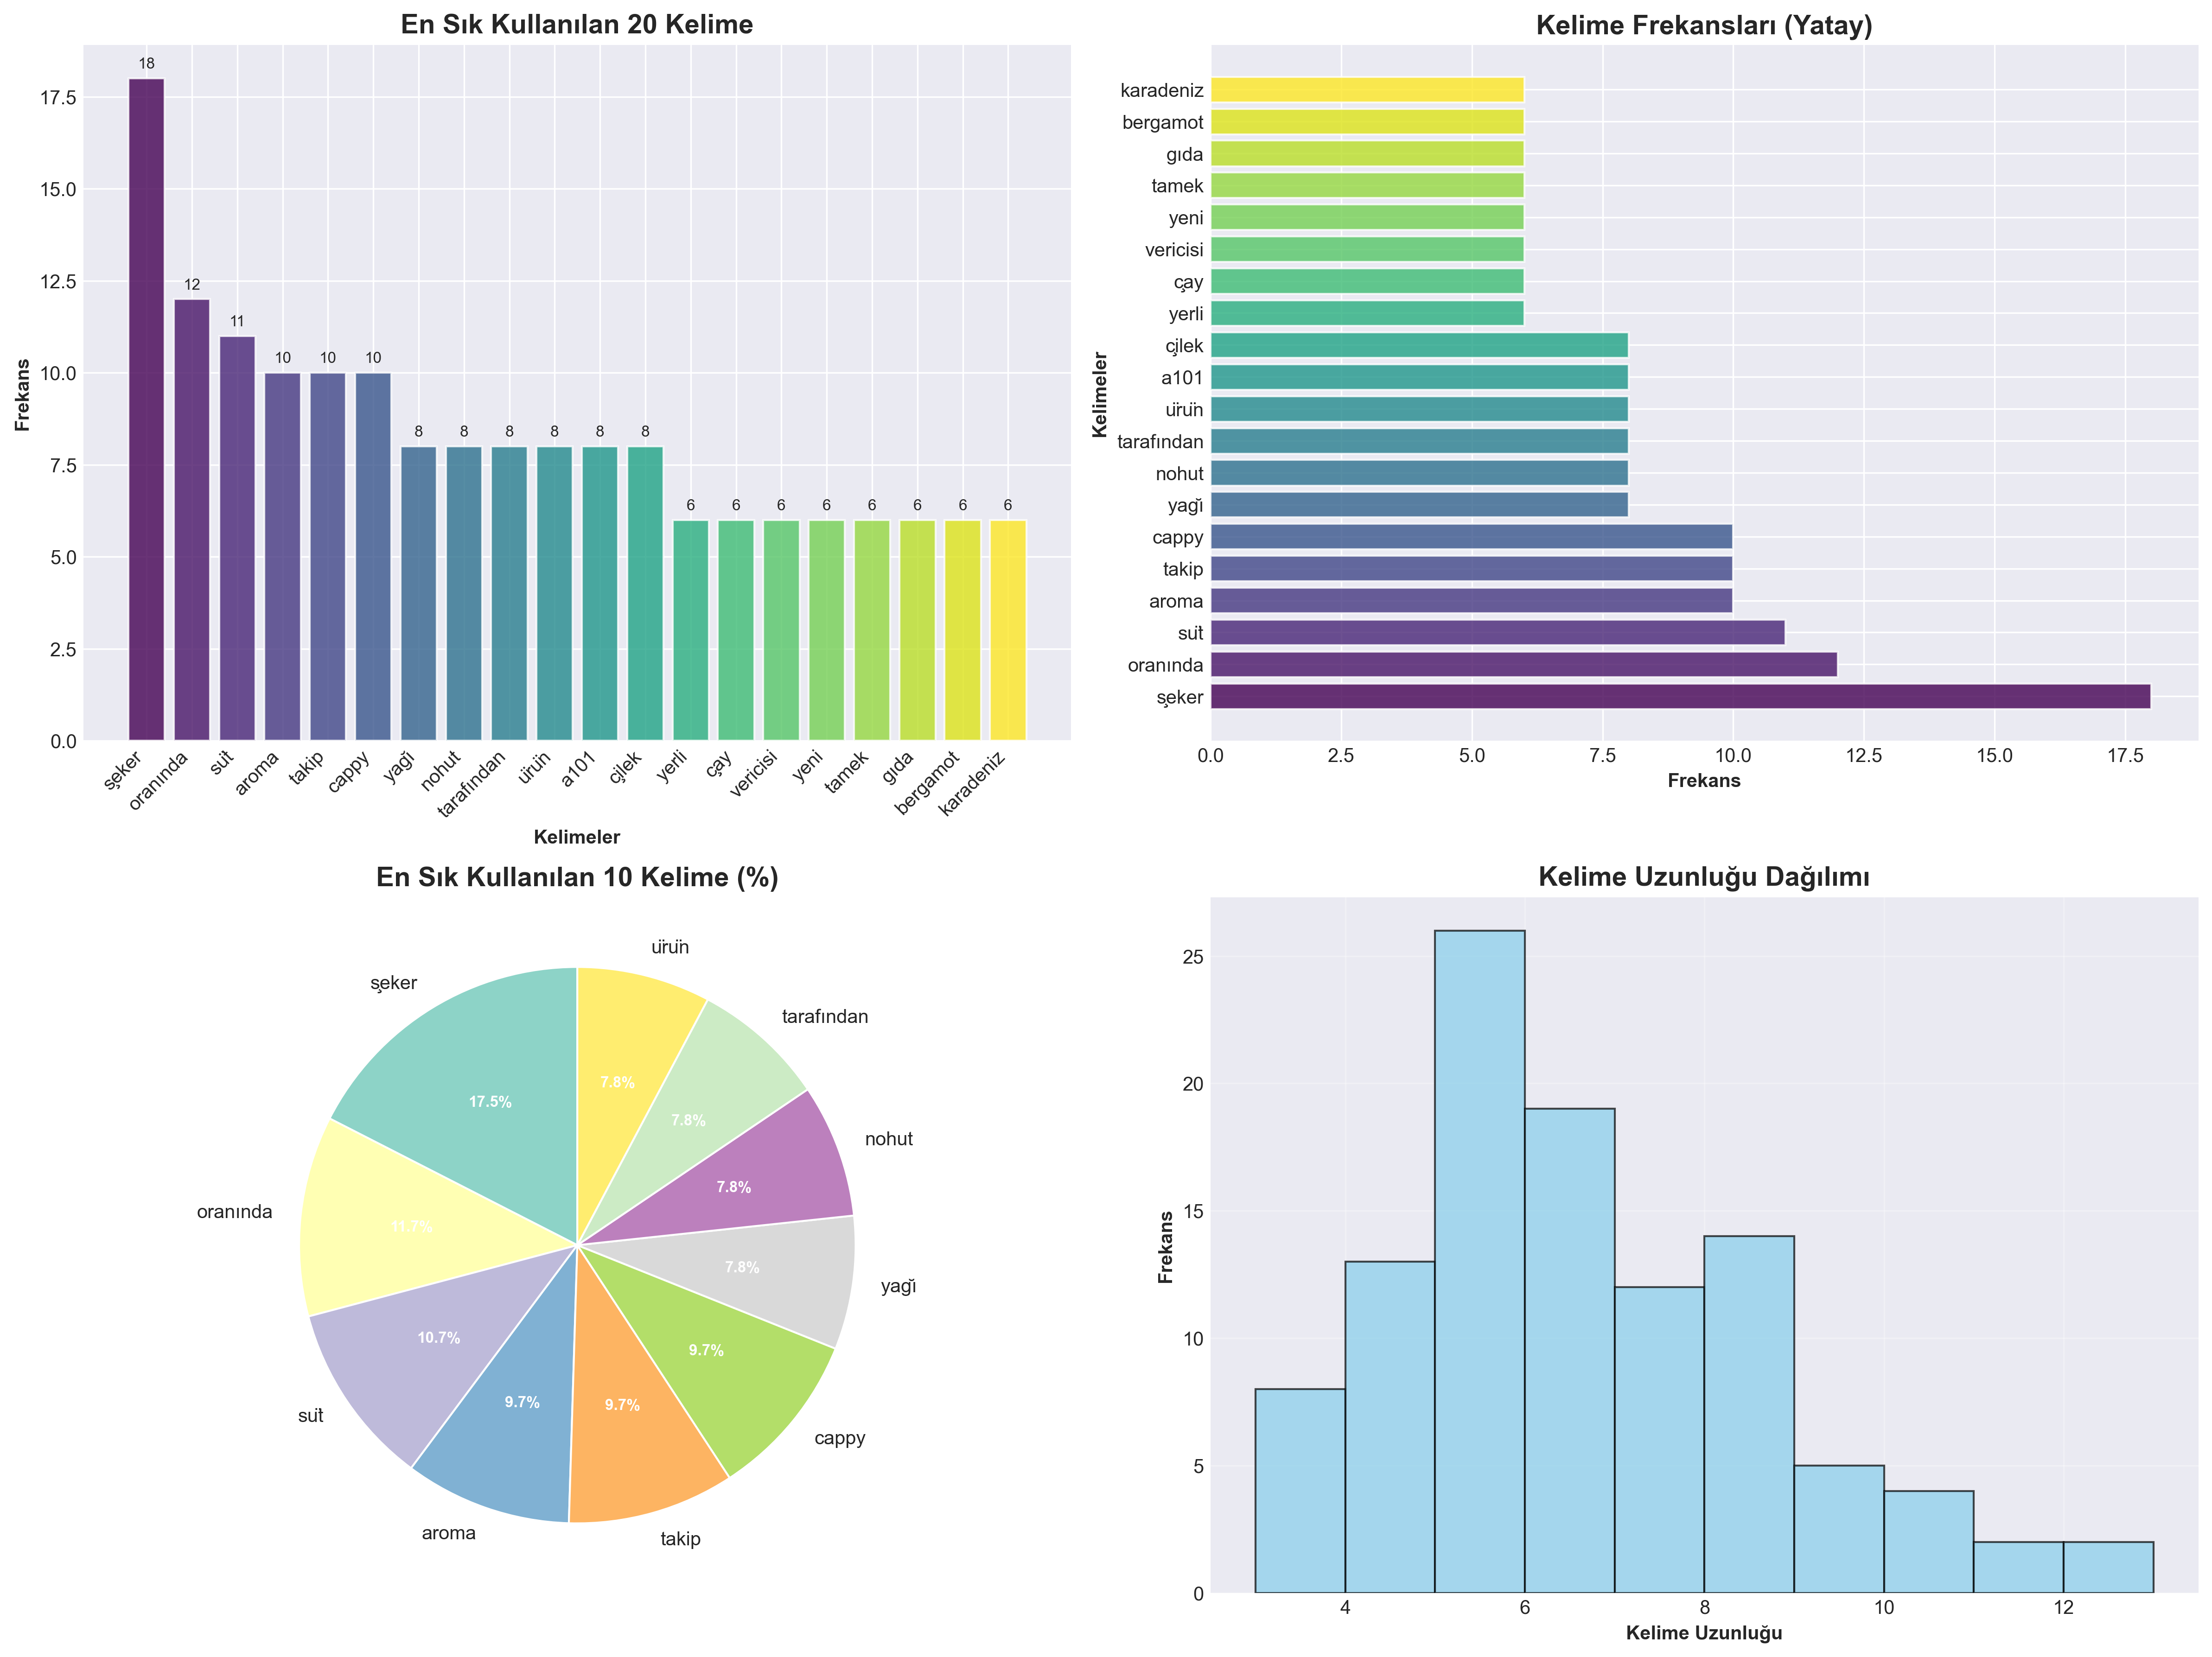 En Sık Kullanılan 20 Kelime
Frekans
17.5
15.0
12.5
10.0
7.5
5.0
2.5
0.0
18
12
11
10
10
10
8
8
8
8
8
8
6
6
6
6
6
6
6
6
şeker
oranında
süt
aroma
takip
cappy
yağı
nohut
tarafından
ürün
a101
çilek
yerli
çay
vericisi
yeni
tamek
gıda
bergamot
karadeniz
Kelimeler
Kelime Frekansları (Yatay)
Kelimeler
karadeniz
bergamot
gıda
tamek
yeni
vericisi
çay
yerli
çilek
a101
ürün
tarafından
nohut
yağı
cappy
takip
aroma
süt
oranında
şeker
0.0 2.5 5.0 7.5 10.0 12.5 15.0 17.5
Frekans
En Sık Kullanılan 10 Kelime (%)
şeker
17.5%
oranında
11.7%
süt
10.7%
aroma
9.7%
takip
9.7%
cappy
9.7%
yağı
7.8%
nohut
7.8%
tarafından
7.8%
ürün
7.8%
Kelime Uzunluğu Dağılımı
Frekans
25
20
15
10
5
0
4 6 8 10 12
Kelime Uzunluğu